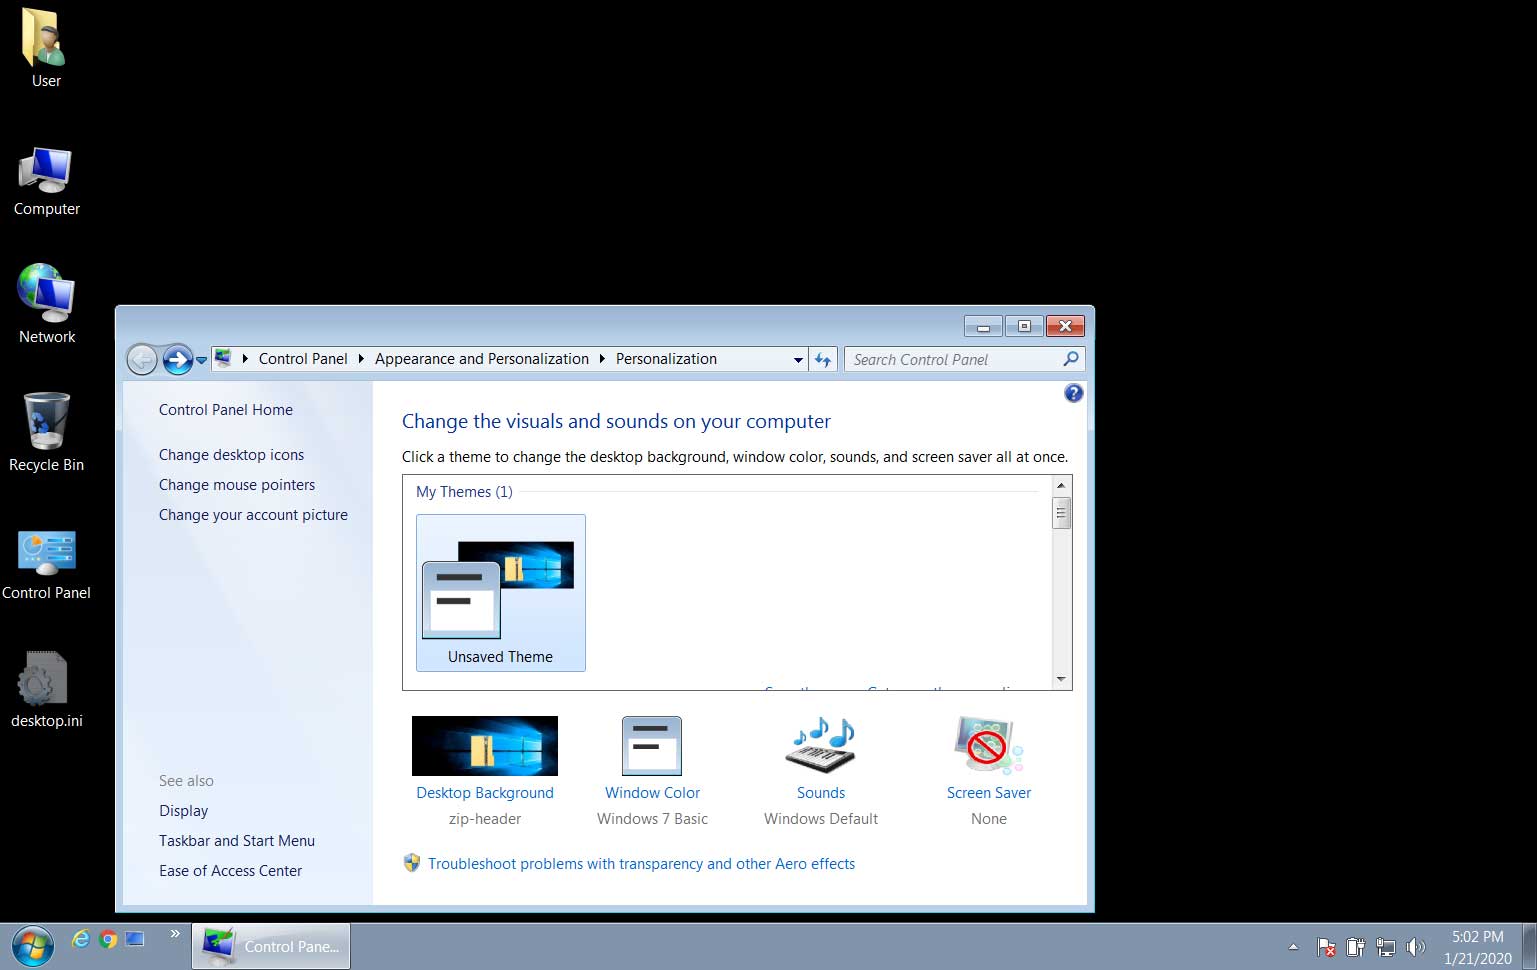 User
Computer
Network
Recycle Bin
Control Panel
desktop.ini
Control Panel Appearance and Personalization Personalization
Search Control Panel
Control Panel Home
Change desktop icons
Change mouse pointers
Change your account picture
See also
Display
Taskbar and Start Menu
Ease of Access Center
Change the visuals and sounds on your computer
Click a theme to change the desktop background, window color, sounds, and screen saver all at once.
My Themes (1)
Unsaved Theme
Desktop Background
zip-header
Window Color
Windows 7 Basic
Sounds
Windows Default
Screen Saver
None
Troubleshoot problems with transparency and other Aero effects
Control Pane...
5:02 PM
1/21/2020